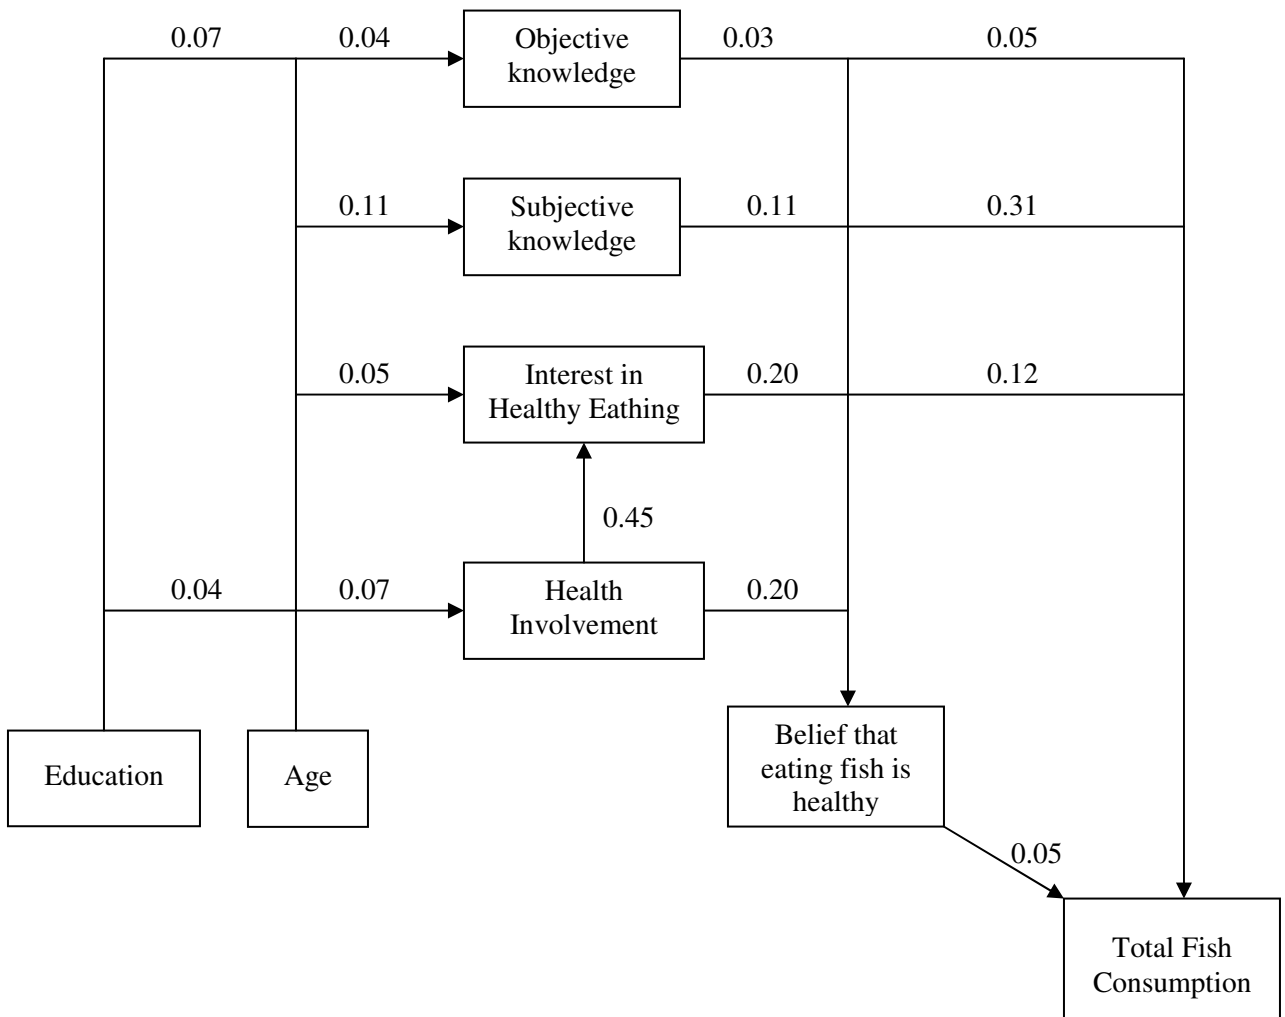 0.07
0.04
Objective
knowledge
0.03
0.05
0.11
Subjective
knowledge
0.11
0.31
0.05
Interest in
Healthy Eathing
0.20
0.12
0.45
0.04
0.07
Health
Involvement
0.20
Education
Age
Belief that
eating fish is
healthy
0.05
Total Fish
Consumption